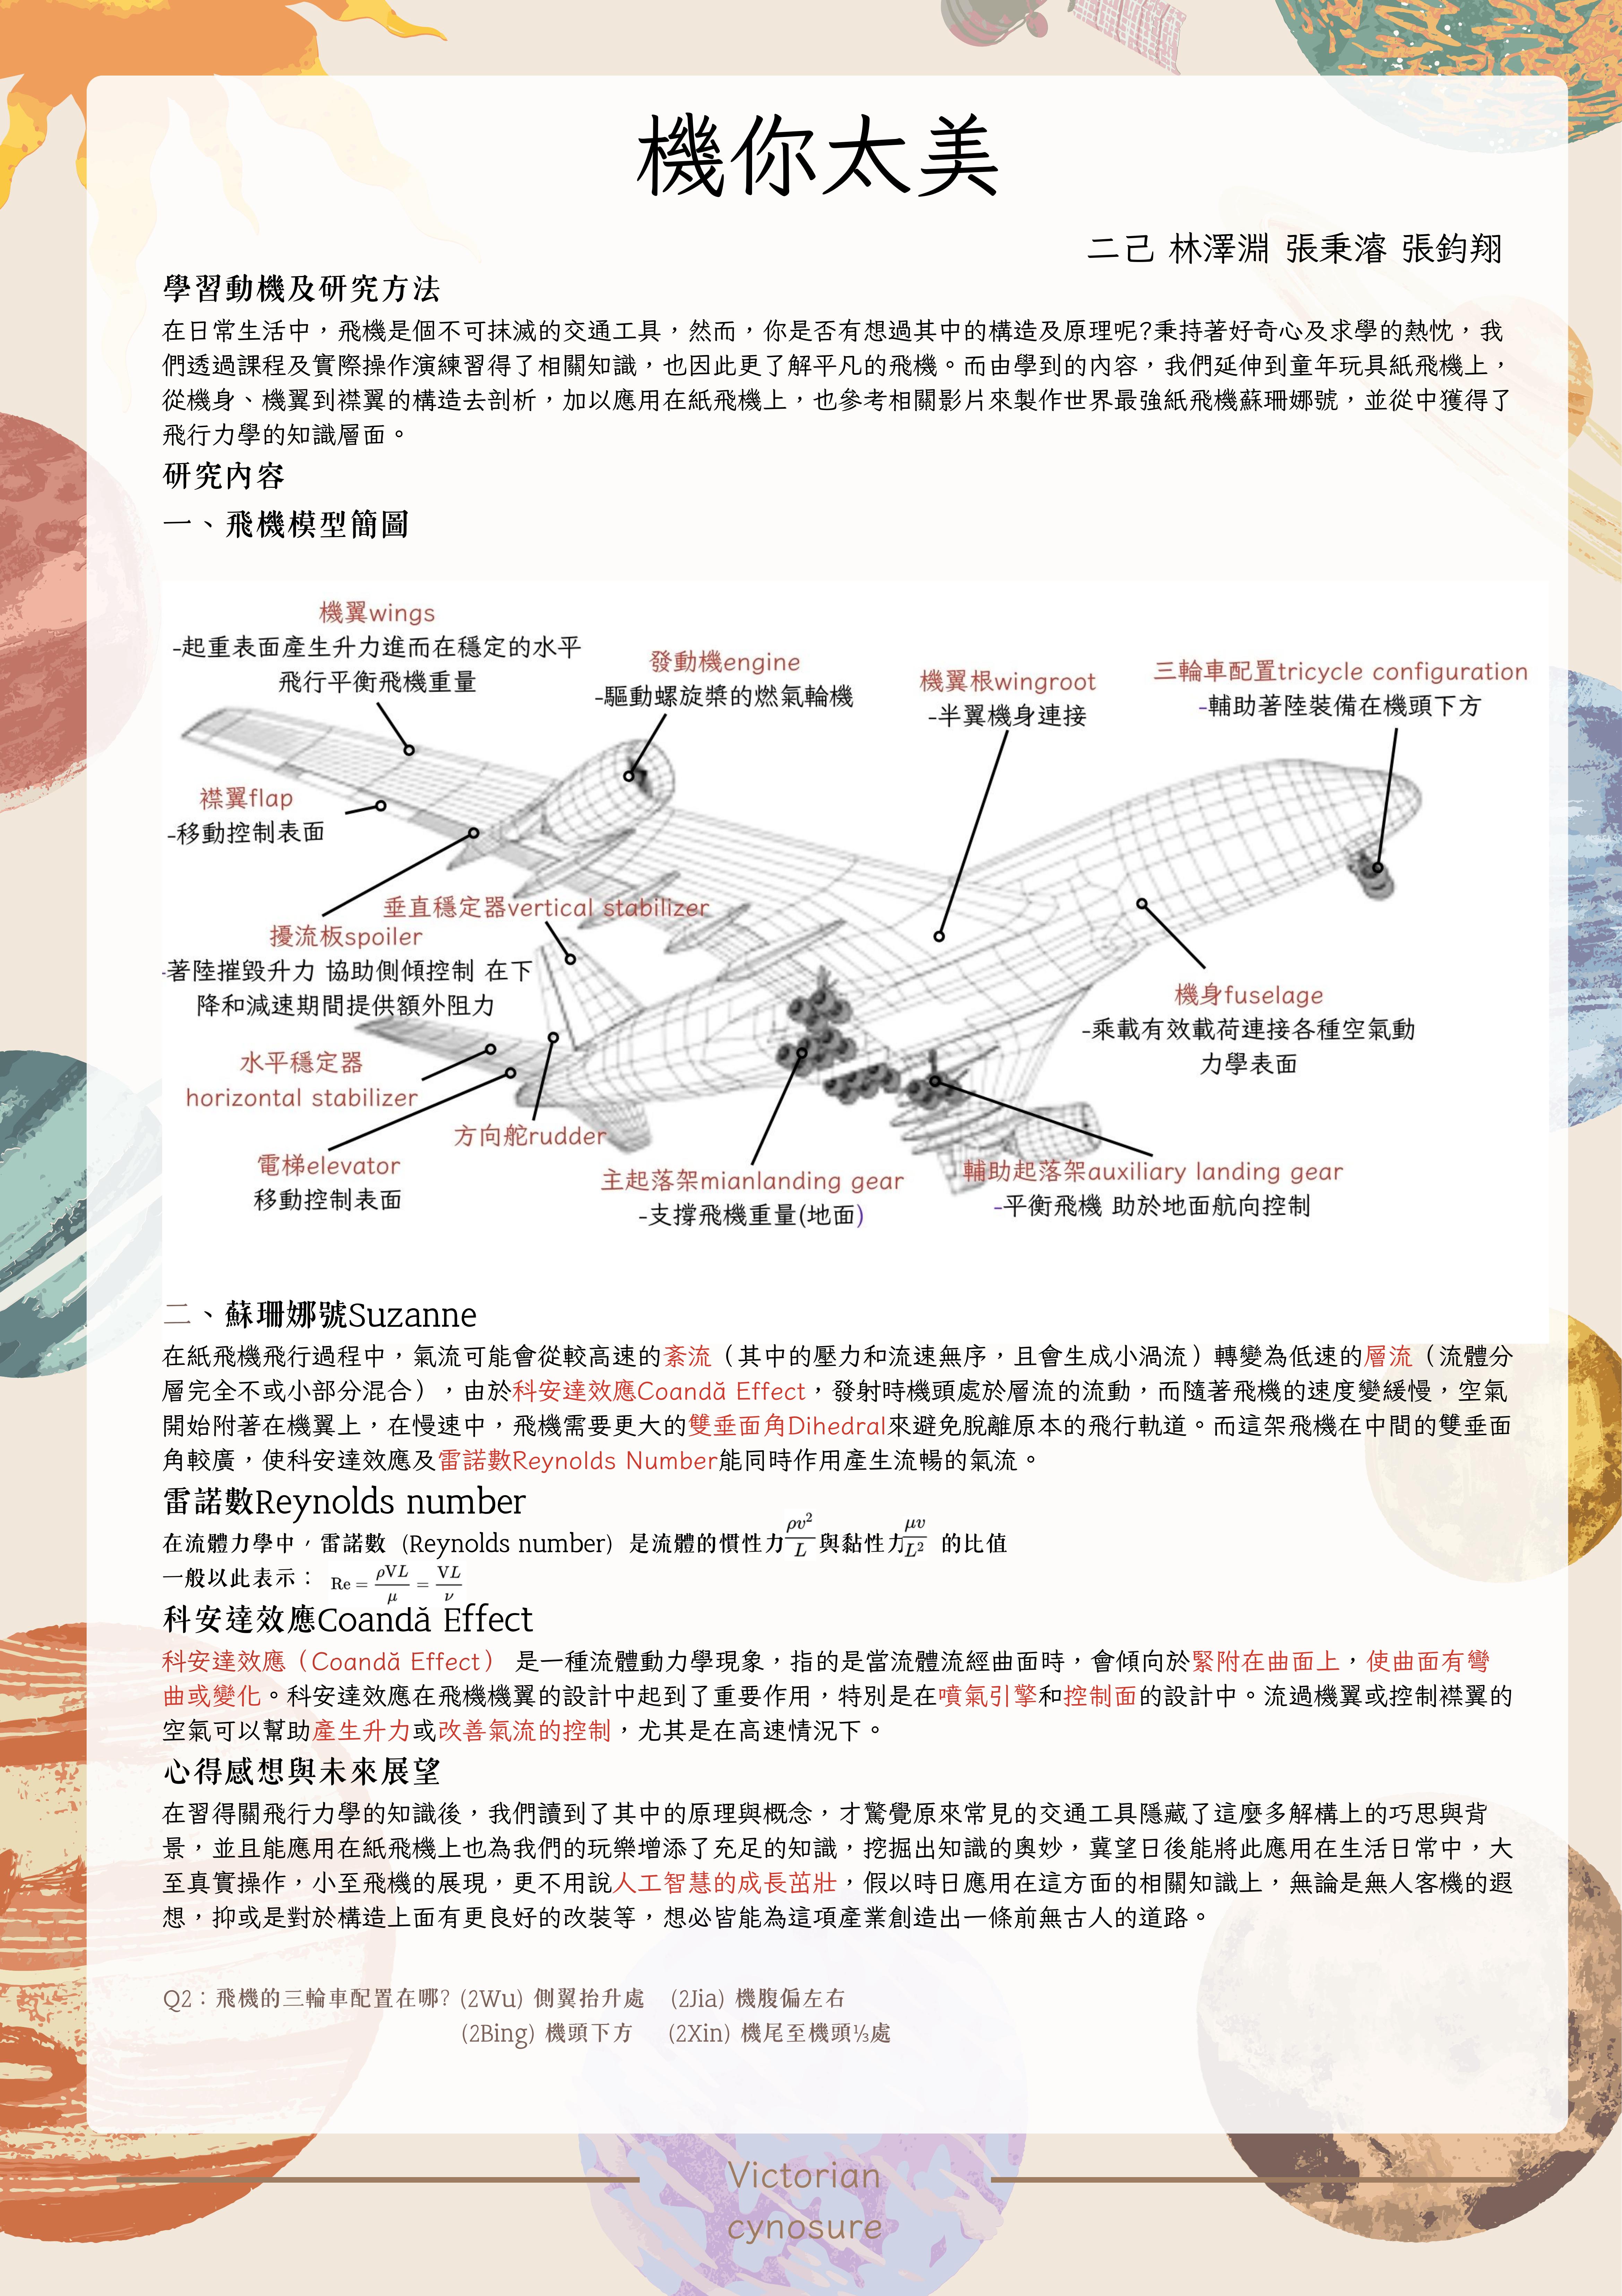 機你太美
二己 林澤淵 張秉濬 張鈞翔
學習動機及研究方法
在日常生活中，飛機是個不可抹滅的交通工具，然而，你是否有想過其中的構造及原理呢?秉持著好奇心及求學的熱忱，我
們透過課程及實際操作演練習得了相關知識，也因此更了解平凡的飛機。而由學到的內容，我們延伸到童年玩具紙飛機上，
從機身、機翼到襟翼的構造去剖析，加以應用在紙飛機上，也參考相關影片來製作世界最強紙飛機蘇珊娜號，並從中獲得了
飛行力學的知識層面。
研究內容
一、飛機模型簡圖
機翼wings
-起重表面產生升力進而在穩定的水平
飛行平衡飛機重量
發動機engine
-驅動螺旋槳的燃氣輪機
機翼根wingroot
-半翼機身連接
三輪車配置tricycle configuration
-輔助著陸裝備在機頭下方
襟翼flap
-移動控制表面
垂直穩定器vertical stabilizer
擾流板spoiler
-著陸摧毀升力 協助側傾控制 在下
降和減速期間提供額外阻力
機身fuselage
-乘載有效載荷連接各種空氣動
力學表面
水平穩定器
horizontal stabilizer
方向舵rudder
電梯elevator
移動控制表面
主起落架mianlanding gear
-支撐飛機重量(地面)
輔助起落架auxiliary landing gear
-平衡飛機 助於地面航向控制
二、蘇珊娜號Suzanne
在紙飛機飛行過程中，氣流可能會從較高速的紊流（其中的壓力和流速無序，且會生成小渦流）轉變為低速的層流（流體分
層完全不或小部分混合），由於科安達效應Coandă Effect，發射時機頭處於層流的流動，而隨著飛機的速度變緩慢，空氣
開始附著在機翼上，在慢速中，飛機需要更大的雙垂面角Dihedral來避免脫離原本的飛行軌道。而這架飛機在中間的雙垂面
角較廣，使科安達效應及雷諾數Reynolds Number能同時作用產生流暢的氣流。
雷諾數Reynolds number
在流體力學中，雷諾數（Reynolds number）是流體的慣性力 ρv²/L 與黏性力 μv/L² 的比值
一般以此表示： Re = ρVL/μ = VL/ν
科安達效應Coandă Effect
科安達效應（Coandă Effect） 是一種流體動力學現象，指的是當流體流經曲面時，會傾向於緊附在曲面上，使曲面有彎
曲或變化。科安達效應在飛機機翼的設計中起到了重要作用，特別是在噴氣引擎和控制面的設計中。流過機翼或控制襟翼的
空氣可以幫助產生升力或改善氣流的控制，尤其是在高速情況下。
心得感想與未來展望
在習得關飛行力學的知識後，我們讀到了其中的原理與概念，才驚覺原來常見的交通工具隱藏了這麼多解構上的巧思與背
景，並且能應用在紙飛機上也為我們的玩樂增添了充足的知識，挖掘出知識的奧妙，冀望日後能將此應用在生活日常中，大
至真實操作，小至飛機的展現，更不用說人工智慧的成長茁壯，假以時日應用在這方面的相關知識上，無論是無人客機的遐
想，抑或是對於構造上面有更良好的改裝等，想必皆能為這項產業創造出一條前無古人的道路。
Q2：飛機的三輪車配置在哪? (2Wu) 側翼抬升處 (2Jia) 機腹偏左右
(2Bing) 機頭下方 (2Xin) 機尾至機頭⅓處
Victorian
cynosure